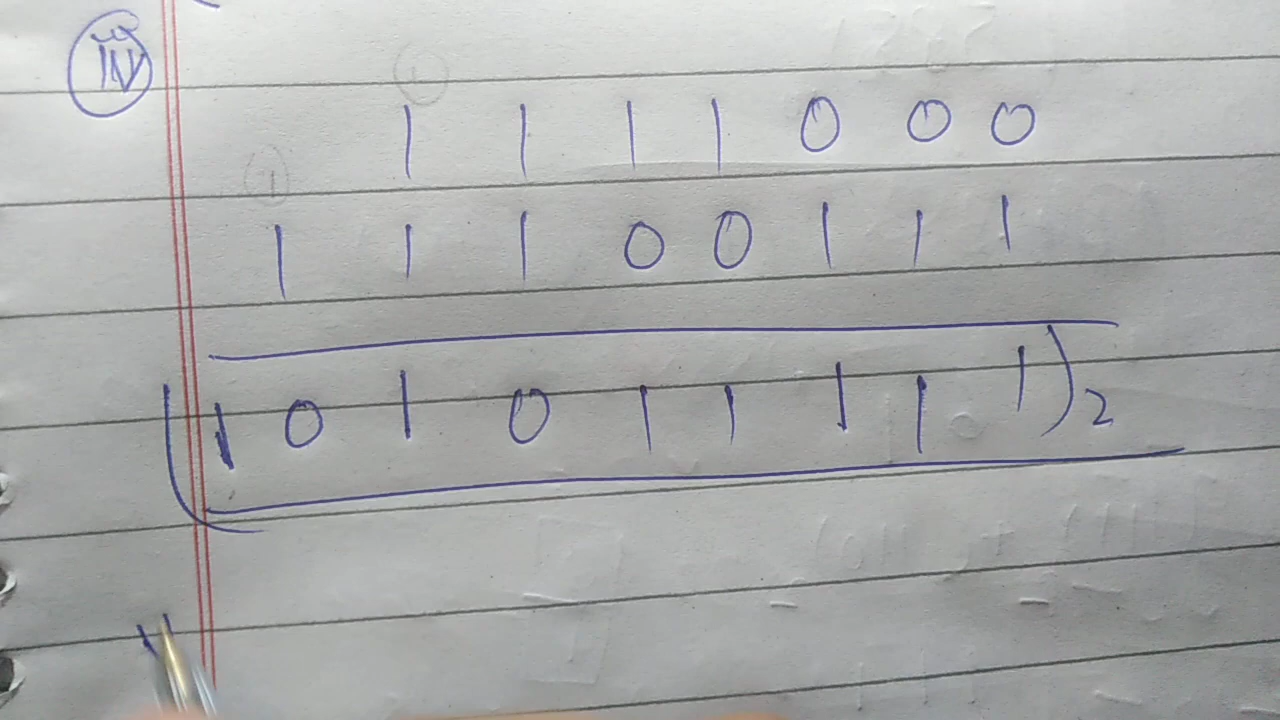 iv
1 1 1 1 0 0 0
1 1 1 0 0 1 1 1
(1 0 1 0 1 1 1 1 1)2